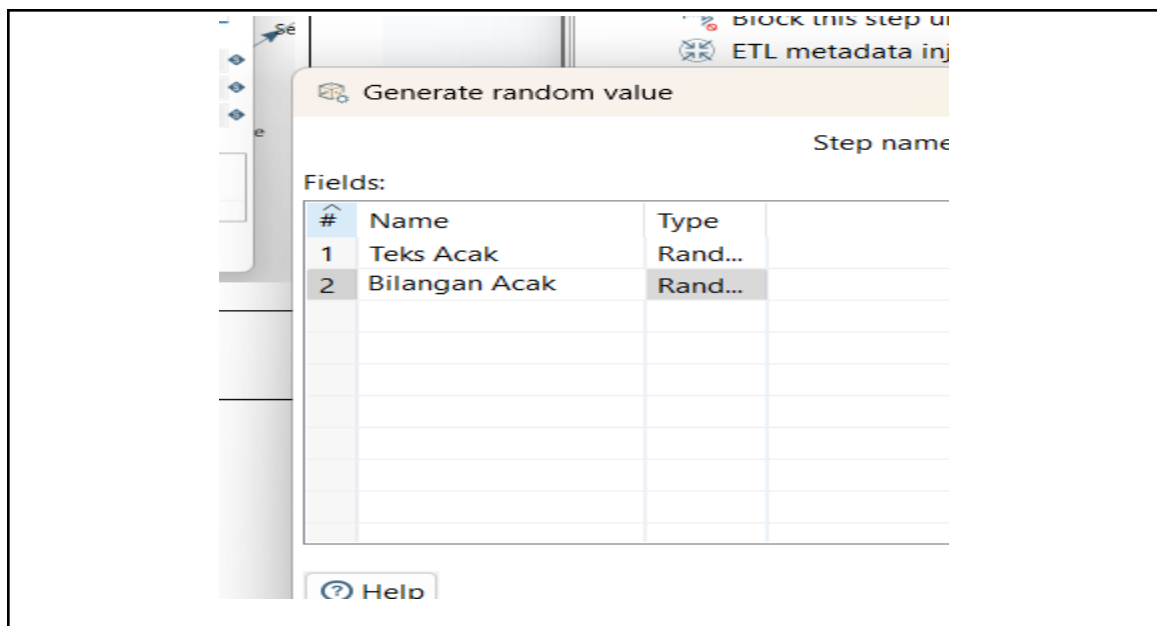 Sé
Block this step u
ETL metadata inj
Generate random value
e
Step name
Fields:
# Name Type
1 Teks Acak Rand...
2 Bilangan Acak Rand...
Help